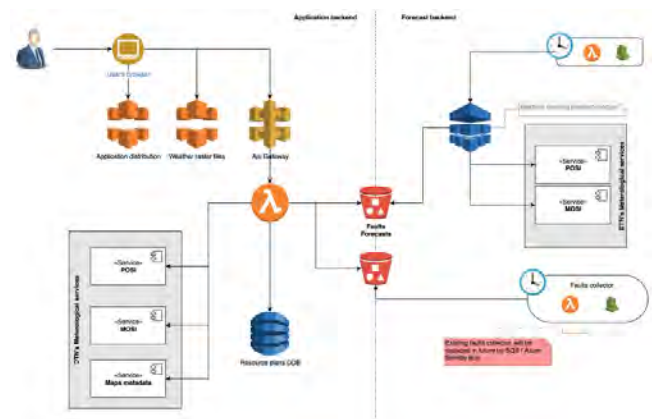 Application backend
Forecast backend
User's browser
Application distribution
Weather raster files
Api Gateway
Faults
Forecasts
DTN's Meteorological services
«Service»
POSI
«Service»
MOSI
«Service»
Maps metadata
Resource plans DDB
DTN's Meteorological services
«Service»
POSI
«Service»
MOSI
Faults collector
Existing faults collector will be
replaced in future by SQS / Azure
Service Bus